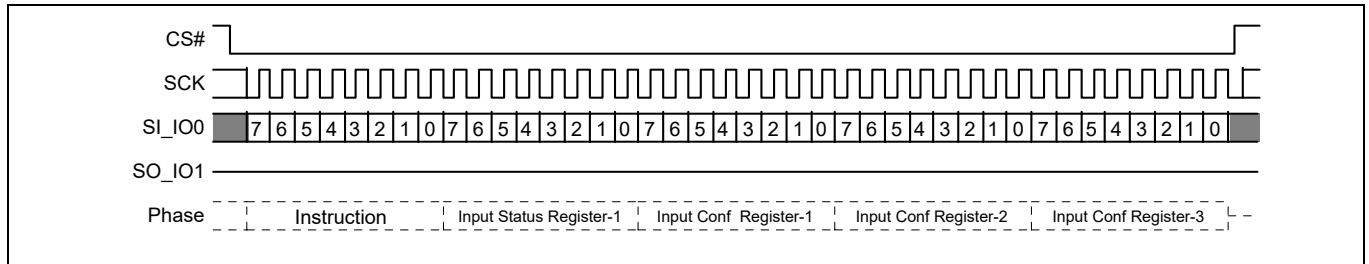 CS#
SCK
SI_IO0 7 6 5 4 3 2 1 0 7 6 5 4 3 2 1 0 7 6 5 4 3 2 1 0 7 6 5 4 3 2 1 0 7 6 5 4 3 2 1 0
SO_IO1
Phase Instruction Input Status Register-1 Input Conf Register-1 Input Conf Register-2 Input Conf Register-3